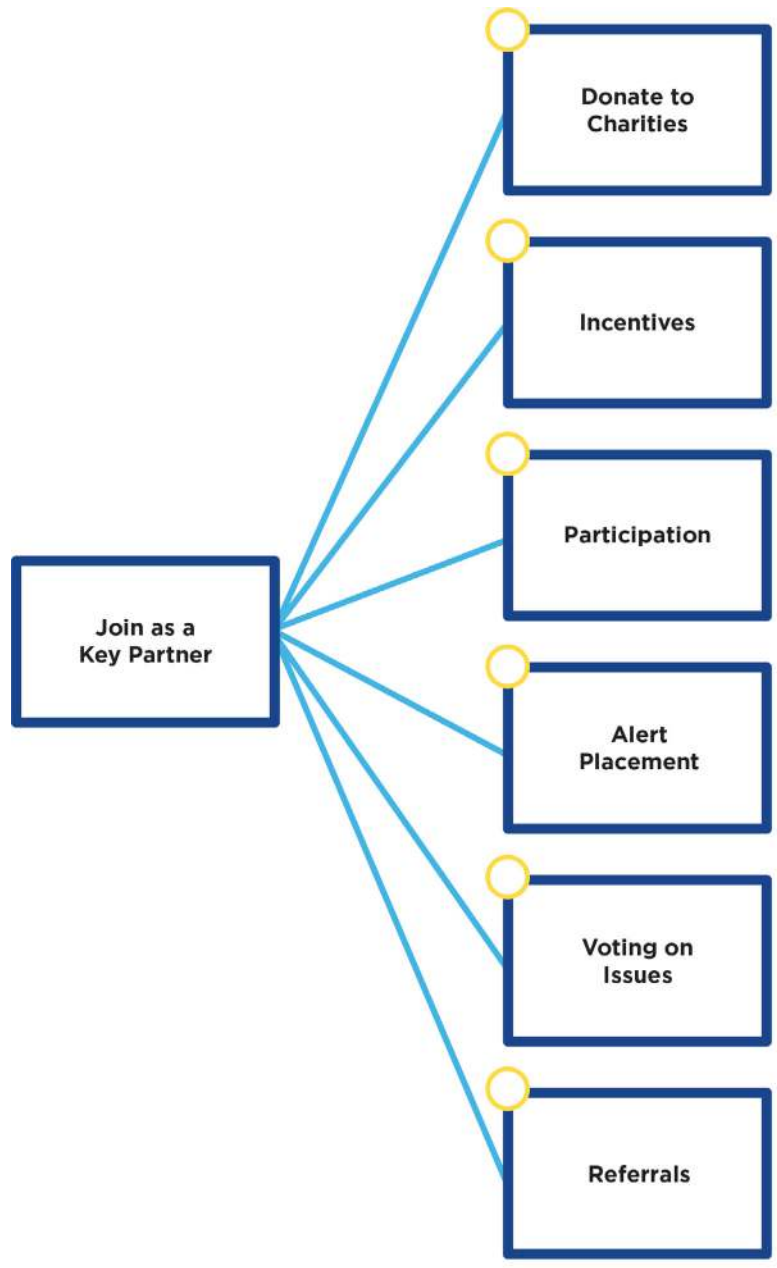 Donate to
Charities
Incentives
Participation
Join as a
Key Partner
Alert
Placement
Voting on
Issues
Referrals